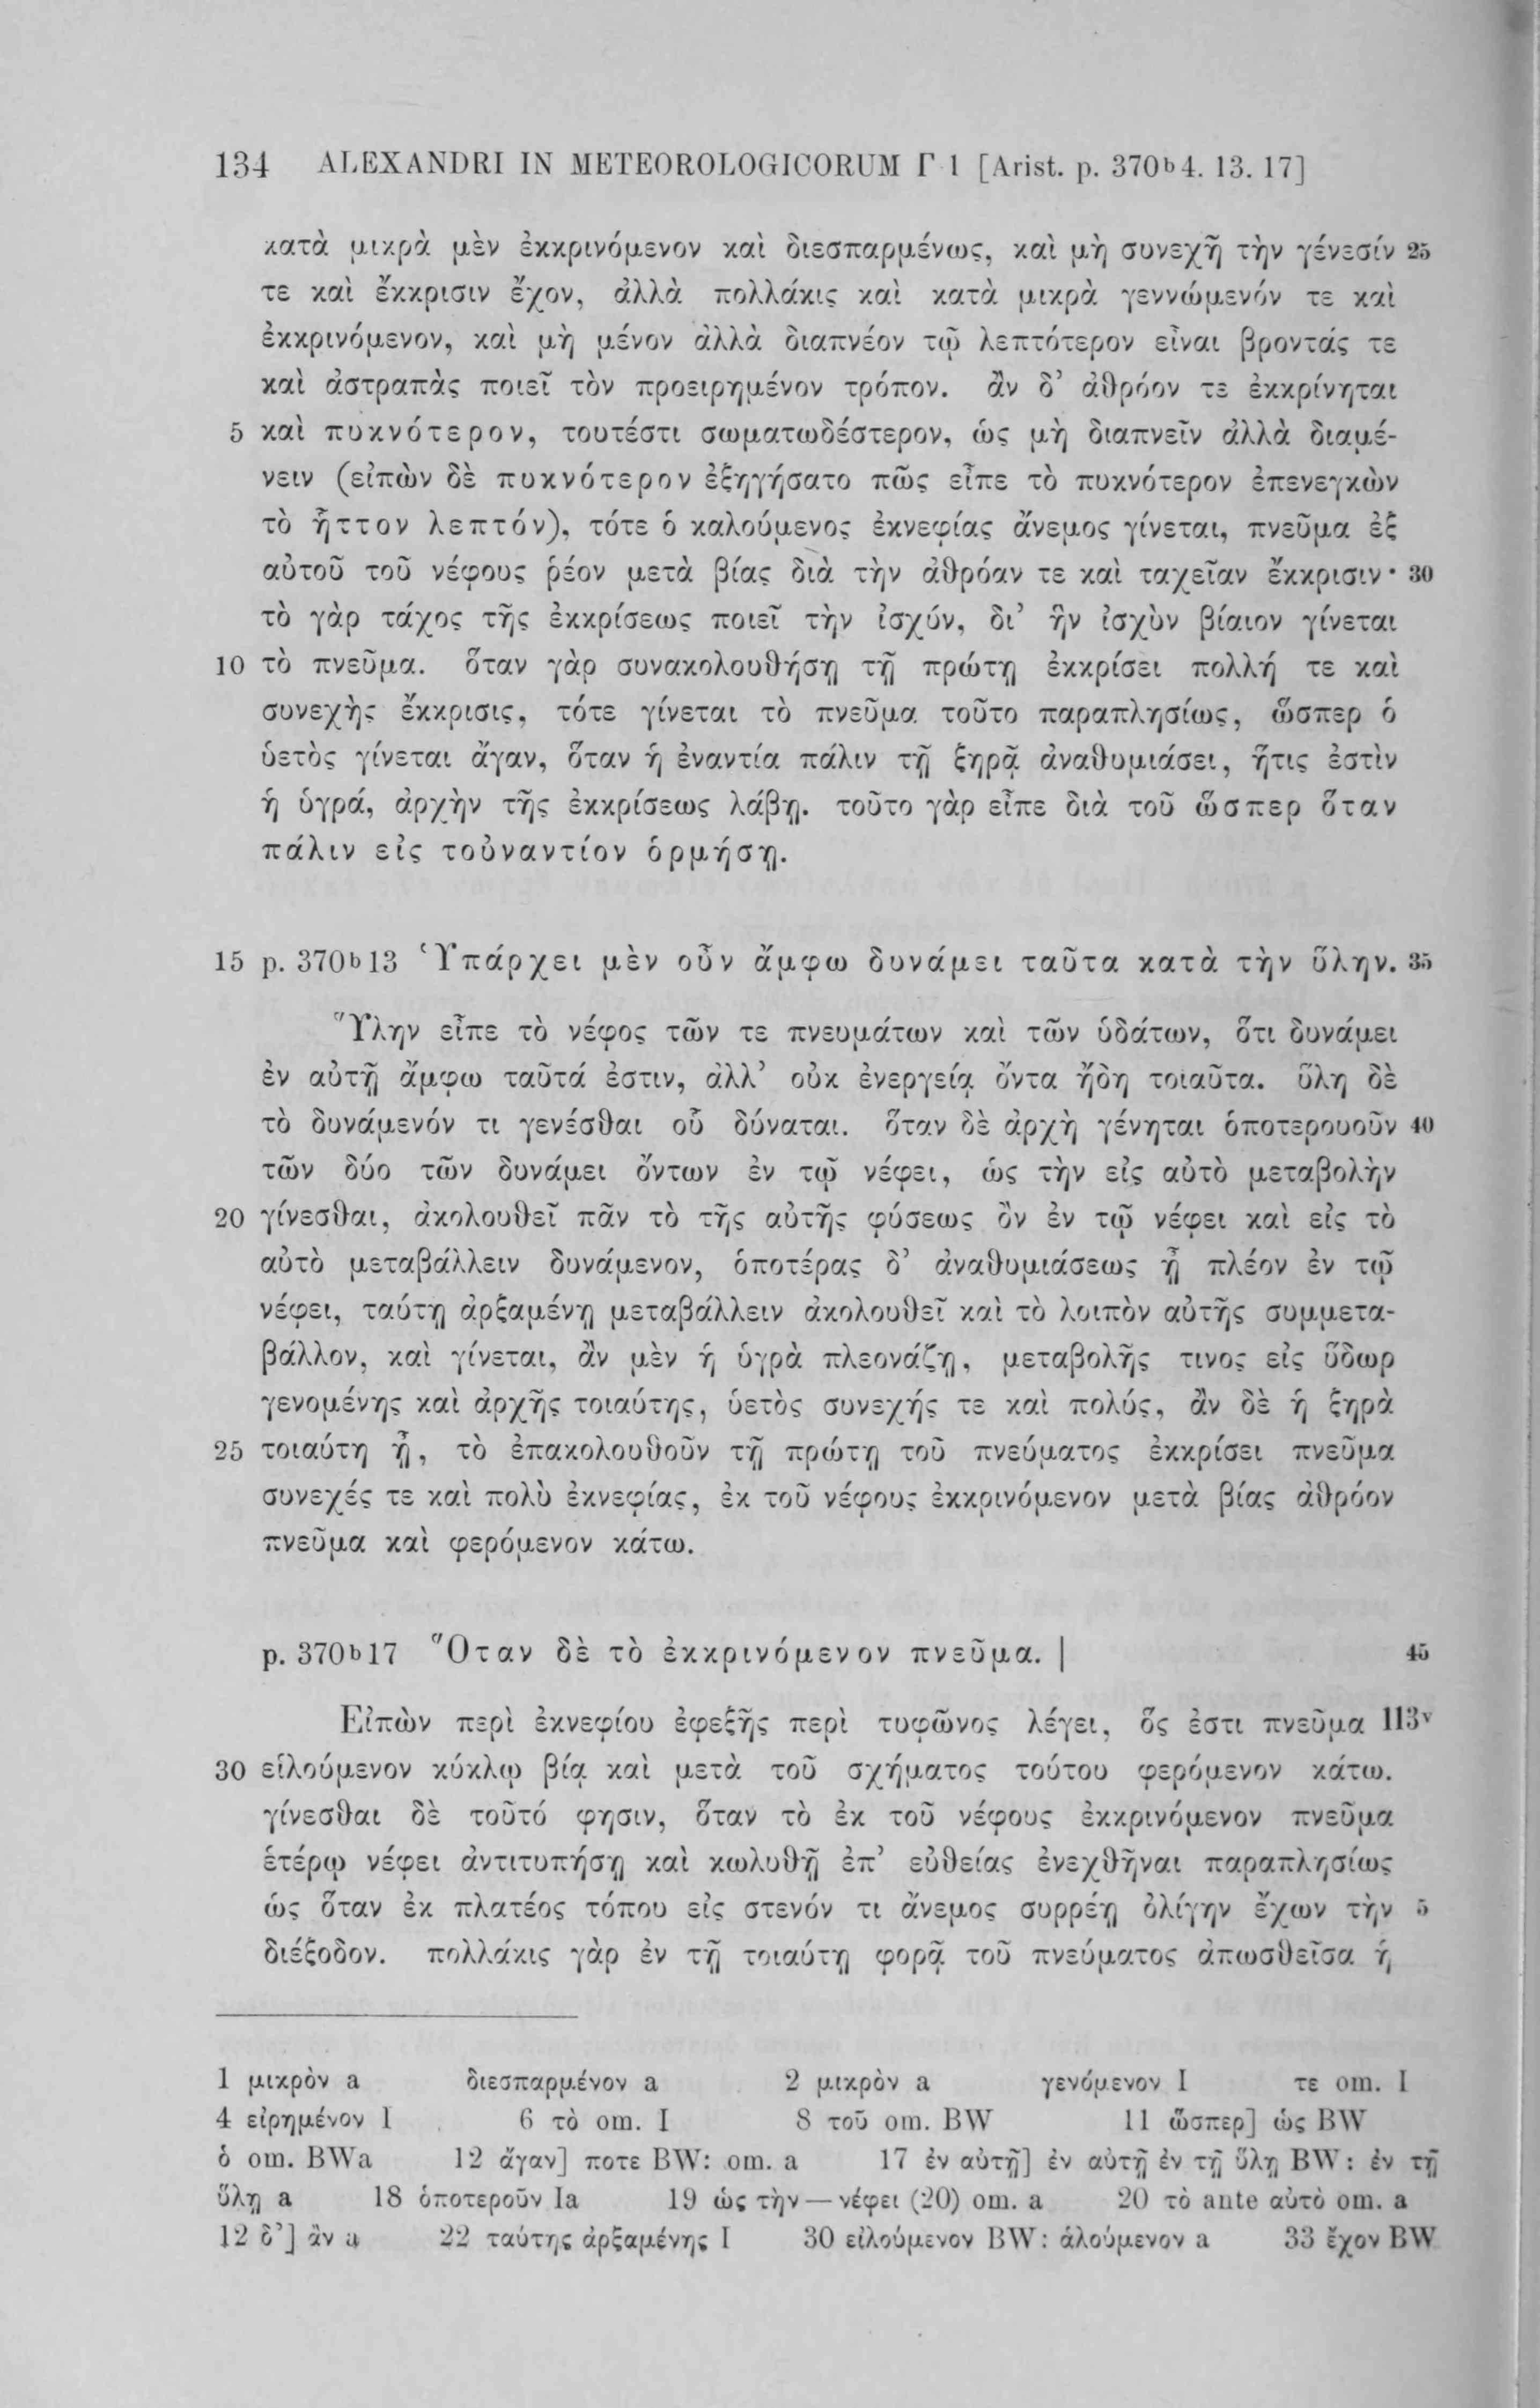 134 ALEXANDRI IN METEOROLOGICORUM Γ 1 [Arist. p. 370b4. 13. 17]
κατὰ μικρὰ μὲν ἐκκρινόμενον καὶ διεσπαρμένως, καὶ μὴ συνεχῆ τὴν γένεσίν 25
τε καὶ ἔκκρισιν ἔχον, ἀλλὰ πολλάκις καὶ κατὰ μικρὰ γεννώμενόν τε καὶ
ἐκκρινόμενον, καὶ μὴ μένον ἀλλὰ διαπνέον τῷ λεπτότερον εἶναι βροντάς τε
καὶ ἀστραπὰς ποιεῖ τὸν προειρημένον τρόπον. ἂν δ’ ἀθρόον τε ἐκκρίνηται
5 καὶ πυκνότερον, τουτέστι σωματωδέστερον, ὡς μὴ διαπνεῖν ἀλλὰ διαμέ-
νειν (εἰπὼν δὲ πυκνότερον ἐξηγήσατο πῶς εἶπε τὸ πυκνότερον ἐπενεγκὼν
τὸ ἧττον λεπτόν), τότε ὁ καλούμενος ἐκνεφίας ἄνεμος γίνεται, πνεῦμα ἐξ
αὐτοῦ τοῦ νέφους ῥέον μετὰ βίας διὰ τὴν ἀθρόαν τε καὶ ταχεῖαν ἔκκρισιν· 30
τὸ γὰρ τάχος τῆς ἐκκρίσεως ποιεῖ τὴν ἰσχύν, δι’ ἣν ἰσχὺν βίαιον γίνεται
10 τὸ πνεῦμα. ὅταν γὰρ συνακολουθήσῃ τῇ πρώτῃ ἐκκρίσει πολλή τε καὶ
συνεχὴς ἔκκρισις, τότε γίνεται τὸ πνεῦμα τοῦτο παραπλησίως, ὥσπερ ὁ
ὑετὸς γίνεται ἄγαν, ὅταν ἡ ἐναντία πάλιν τῇ ξηρᾷ ἀναθυμιάσει, ἥτις ἐστὶν
ἡ ὑγρά, ἀρχὴν τῆς ἐκκρίσεως λάβῃ. τοῦτο γὰρ εἶπε διὰ τοῦ ὥσπερ ὅταν
πάλιν εἰς τοὐναντίον ὁρμήσῃ.
15 p. 370b13 Ὑπάρχει μὲν οὖν ἄμφω δυνάμει ταῦτα κατὰ τὴν ὕλην. 35
Ὕλην εἶπε τὸ νέφος τῶν τε πνευμάτων καὶ τῶν ὑδάτων, ὅτι δυνάμει
ἐν αὐτῇ ἄμφω ταῦτά ἐστιν, ἀλλ’ οὐκ ἐνεργείᾳ ὄντα ἤδη τοιαῦτα. ὕλη δὲ
τὸ δυνάμενόν τι γενέσθαι οὗ δύναται. ὅταν δὲ ἀρχὴ γένηται ὁποτερουοῦν 40
τῶν δύο τῶν δυνάμει ὄντων ἐν τῷ νέφει, ὡς τὴν εἰς αὐτὸ μεταβολὴν
20 γίνεσθαι, ἀκολουθεῖ πᾶν τὸ τῆς αὐτῆς φύσεως ὂν ἐν τῷ νέφει καὶ εἰς τὸ
αὐτὸ μεταβάλλειν δυνάμενον, ὁποτέρας δ’ ἀναθυμιάσεως ᾖ πλέον ἐν τῷ
νέφει, ταύτῃ ἀρξαμένῃ μεταβάλλειν ἀκολουθεῖ καὶ τὸ λοιπὸν αὐτῆς συμμετα-
βάλλον, καὶ γίνεται, ἂν μὲν ἡ ὑγρὰ πλεονάζῃ, μεταβολῆς τινος εἰς ὕδωρ
γενομένης καὶ ἀρχῆς τοιαύτης, ὑετὸς συνεχής τε καὶ πολύς, ἂν δὲ ἡ ξηρὰ
25 τοιαύτη ᾖ, τὸ ἐπακολουθοῦν τῇ πρώτῃ τοῦ πνεύματος ἐκκρίσει πνεῦμα
συνεχές τε καὶ πολὺ ἐκνεφίας, ἐκ τοῦ νέφους ἐκκρινόμενον μετὰ βίας ἀθρόον
πνεῦμα καὶ φερόμενον κάτω.
p. 370b17 Ὅταν δὲ τὸ ἐκκρινόμενον πνεῦμα. | 45
Εἰπὼν περὶ ἐκνεφίου ἐφεξῆς περὶ τυφῶνος λέγει, ὅς ἐστι πνεῦμα 113v
30 εἱλούμενον κύκλῳ βίᾳ καὶ μετὰ τοῦ σχήματος τούτου φερόμενον κάτω.
γίνεσθαι δὲ τοῦτό φησιν, ὅταν τὸ ἐκ τοῦ νέφους ἐκκρινόμενον πνεῦμα
ἑτέρῳ νέφει ἀντιτυπήσῃ καὶ κωλυθῇ ἐπ’ εὐθείας ἐνεχθῆναι παραπλησίως
ὡς ὅταν ἐκ πλατέος τόπου εἰς στενόν τι ἄνεμος συρρέῃ ὀλίγην ἔχων τὴν 5
διέξοδον. πολλάκις γὰρ ἐν τῇ τοιαύτῃ φορᾷ τοῦ πνεύματος ἀπωσθεῖσα ἡ
1 μικρὸν a διεσπαρμένον a 2 μικρὸν a γενόμενον I τε om. I
4 εἰρημένον I 6 τὸ om. I 8 τοῦ om. BW 11 ὥσπερ] ὡς BW
ὁ om. BWa 12 ἄγαν] ποτε BW: om. a 17 ἐν αὐτῇ] ἐν αὐτῇ ἐν τῇ ὕλῃ BW: ἐν τῇ
ὕλῃ a 18 ὁποτεροῦν Ia 19 ὡς τὴν — νέφει (20) om. a 20 τὸ ante αὐτὸ om. a
12 δ’] ἂν a 22 ταύτης ἀρξαμένης I 30 εἰλούμενον BW: ἁλούμενον a 33 ἔχον BW